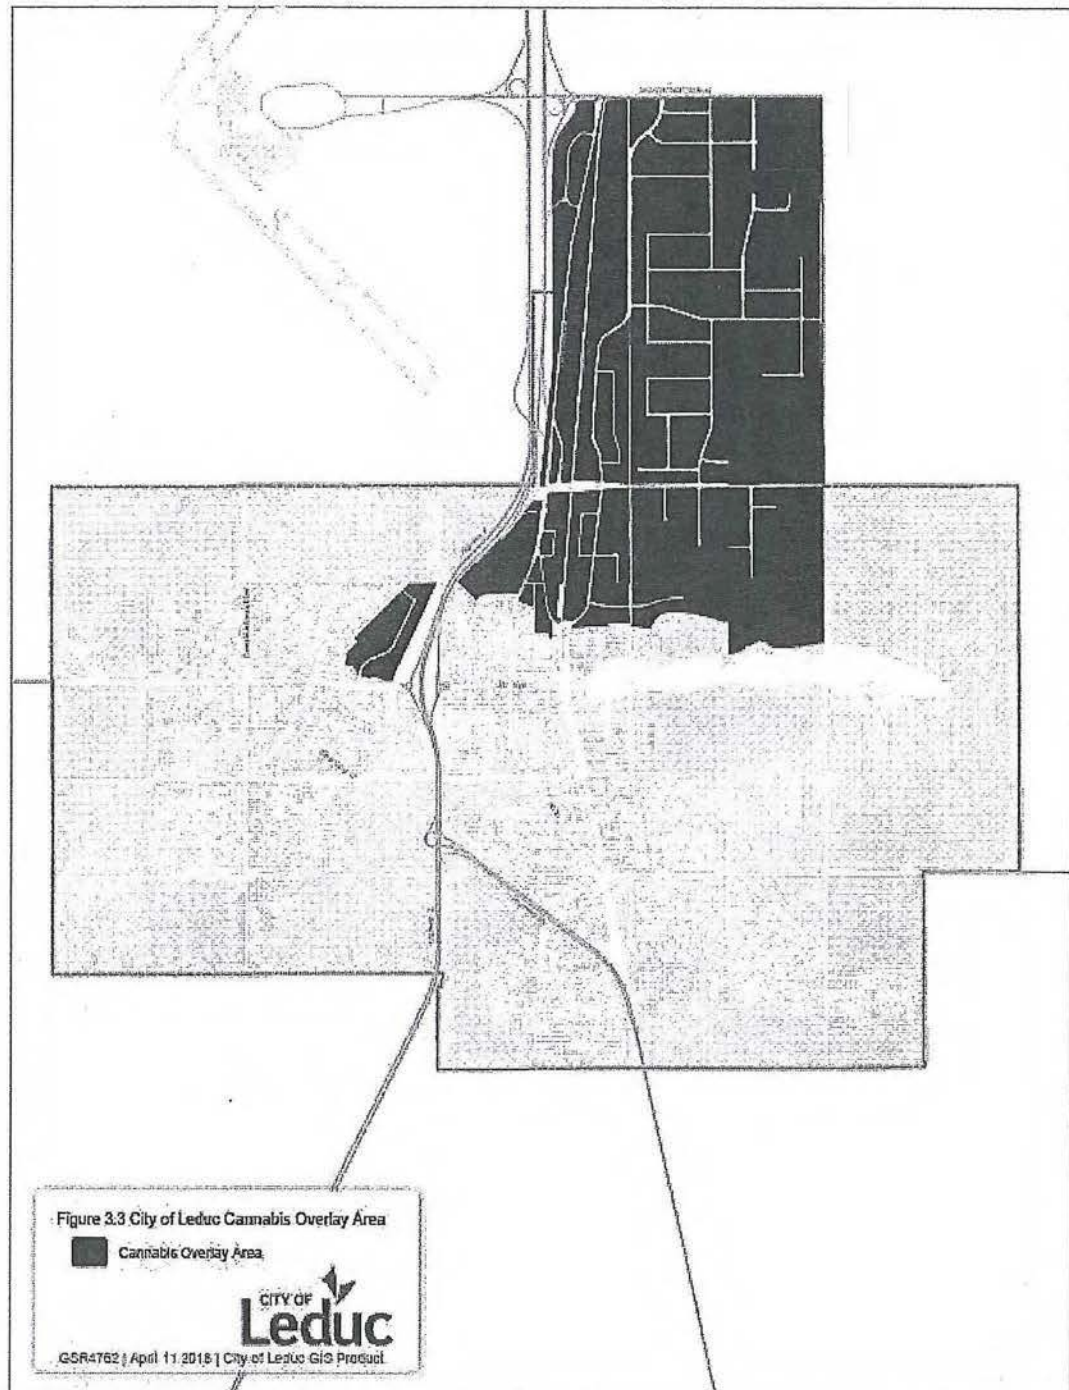 Figure 3.3 City of Leduc Cannabis Overlay Area
Cannabis Overlay Area
CITY OF
Leduc
GSR4762 | April 11 2018 | City of Leduc GIS Product